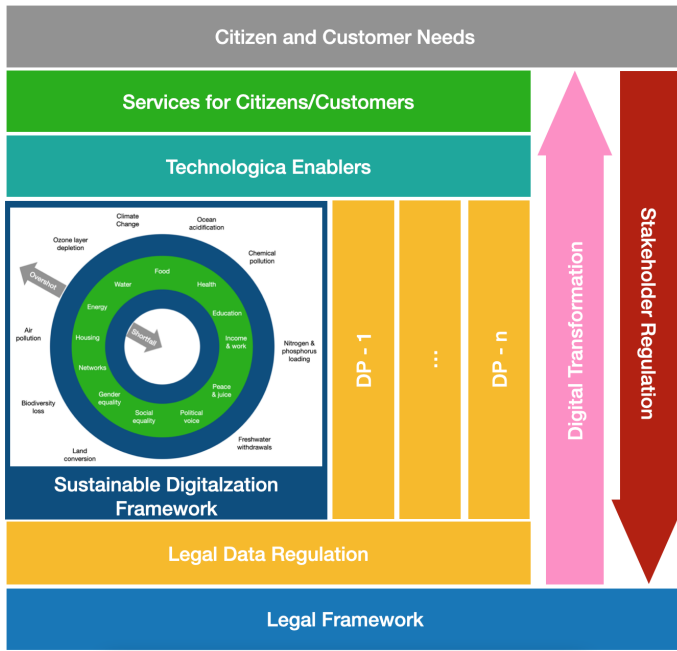 Citizen and Customer Needs
Services for Citizens/Customers
Technologica Enablers
Climate
Change
Ocean
acidification
Ozone layer
depletion
Chemical
pollution
Overshot
Food
Water
Health
Energy
Education
Air
pollution
Housing
Shortfall
Income
& work
Nitrogen &
phosphorus
loading
Networks
Peace
& juice
Gender
equality
Social
equality
Political
voice
Biodiversity
loss
Freshwater
withdrawals
Land
conversion
Sustainable Digitalzation
Framework
DP - 1
...
DP - n
Digital Transformation
Stakeholder Regulation
Legal Data Regulation
Legal Framework